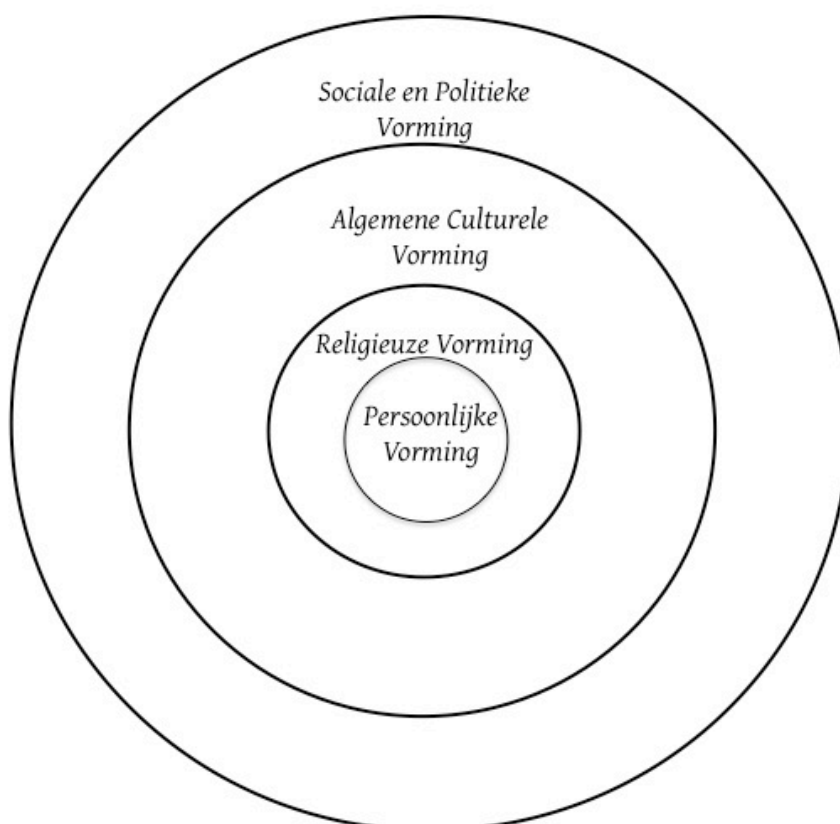 Sociale en Politieke
Vorming
Algemene Culturele
Vorming
Religieuze Vorming
Persoonlijke
Vorming